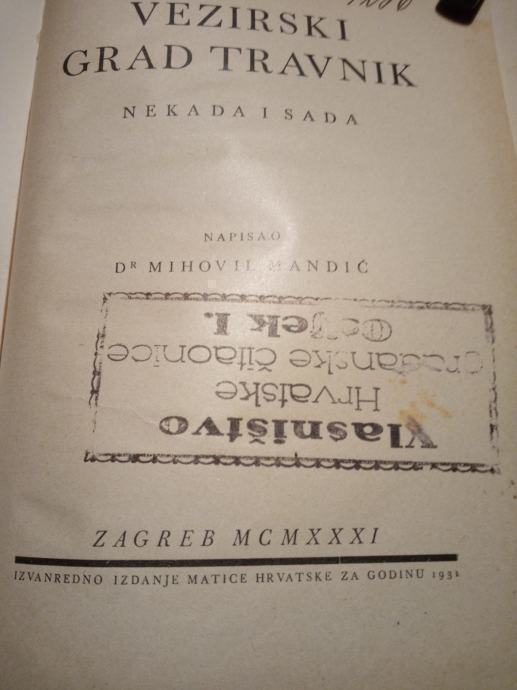 VEZIRSKI
GRAD TRAVNIK
NEKADA I SADA
NAPISAO
DR MIHOVIL MANDIĆ
Vlasništvo
Hrvatske
građanske čitaonice
Osijek I.
ZAGREB MCMXXXI
IZVANREDNO IZDANJE MATICE HRVATSKE ZA GODINU 1931